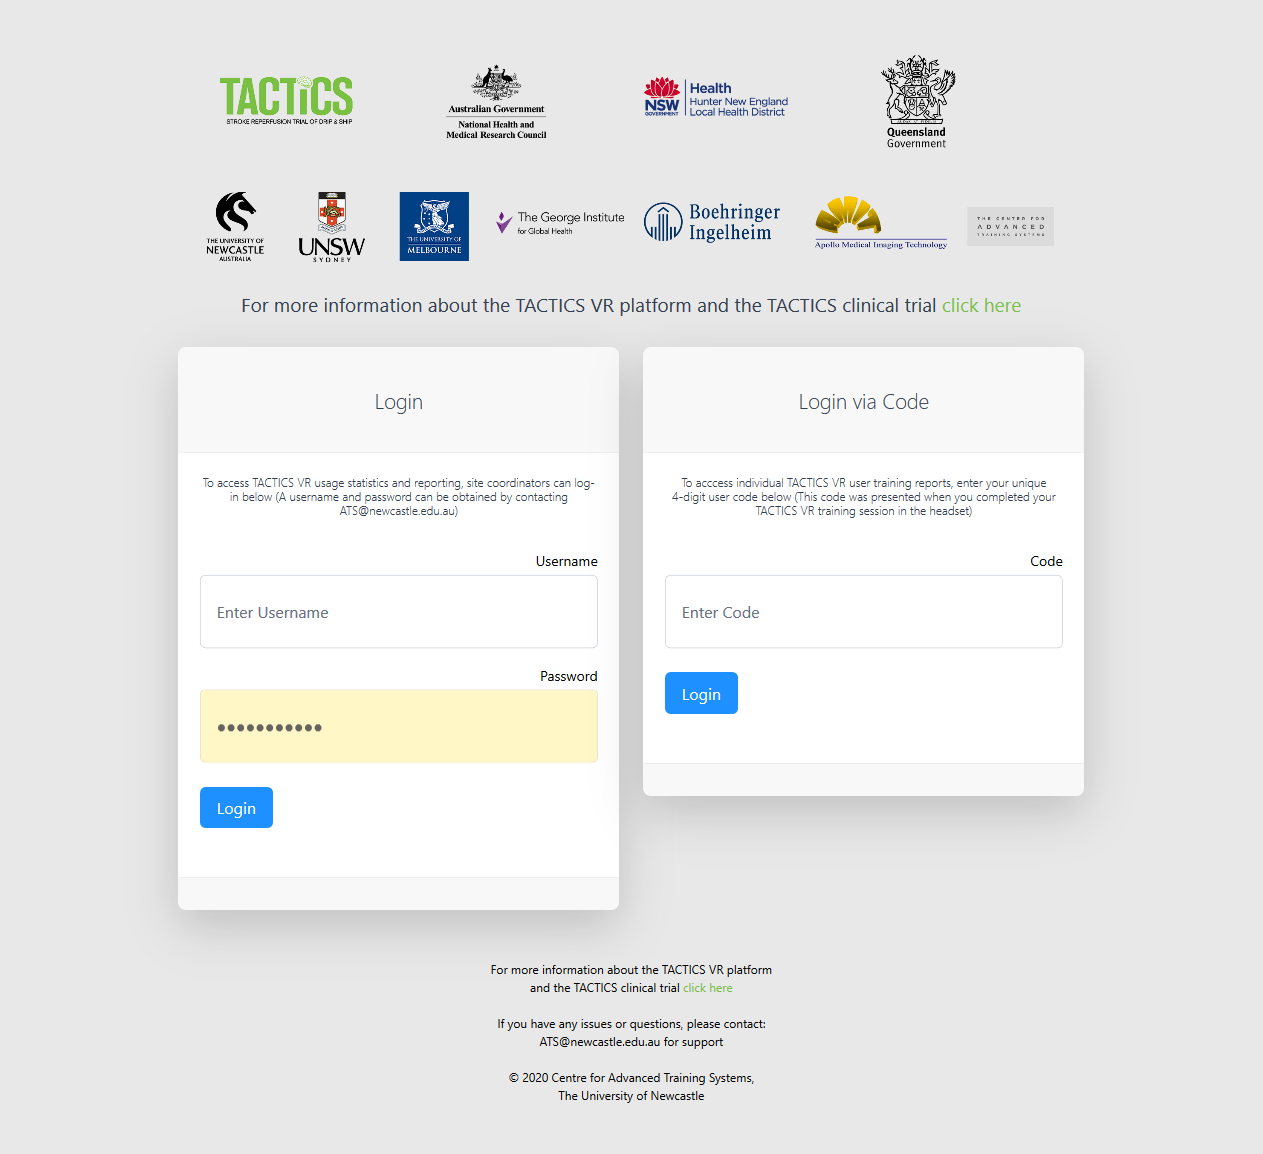 TACTiCS
STROKE REPERFUSION TRIAL OF DRIP & SHIP
Australian Government
National Health and
Medical Research Council
NSW
GOVERNMENT
Health
Hunter New England
Local Health District
Queensland
Government
THE UNIVERSITY OF
NEWCASTLE
AUSTRALIA
UNSW
SYDNEY
THE UNIVERSITY OF
MELBOURNE
The George Institute
for Global Health
Boehringer
Ingelheim
Apollo Medical Imaging Technology
THE CENTER FOR
ADVANCED
TRAINING SYSTEMS
For more information about the TACTICS VR platform and the TACTICS clinical trial click here
Login
To access TACTICS VR usage statistics and reporting, site coordinators can log-
in below (A username and password can be obtained by contacting
ATS@newcastle.edu.au)
Username
Enter Username
Password
Login
Login via Code
To acccess individual TACTICS VR user training reports, enter your unique
4-digit user code below (This code was presented when you completed your
TACTICS VR training session in the headset)
Code
Enter Code
Login
For more information about the TACTICS VR platform
and the TACTICS clinical trial click here
If you have any issues or questions, please contact:
ATS@newcastle.edu.au for support
© 2020 Centre for Advanced Training Systems,
The University of Newcastle